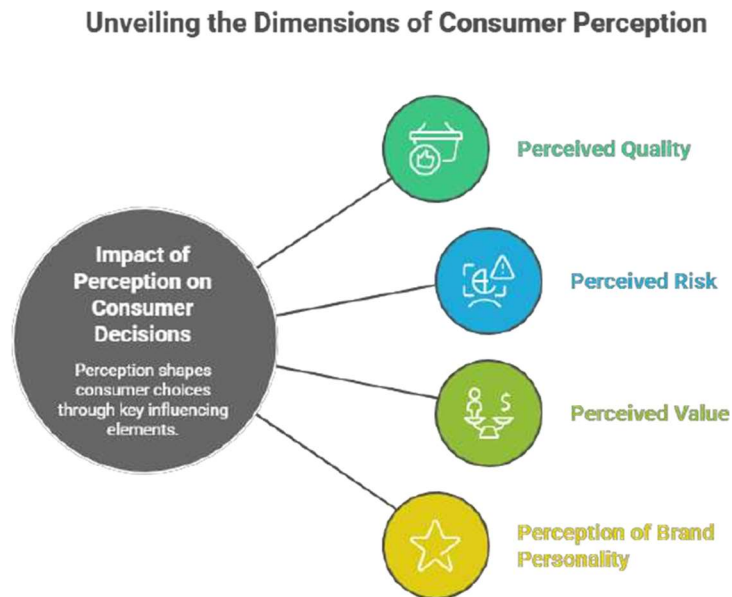 Unveiling the Dimensions of Consumer Perception
Impact of
Perception on
Consumer
Decisions
Perception shapes
consumer choices
through key influencing
elements.
Perceived Quality
Perceived Risk
$
Perceived Value
Perception of Brand
Personality